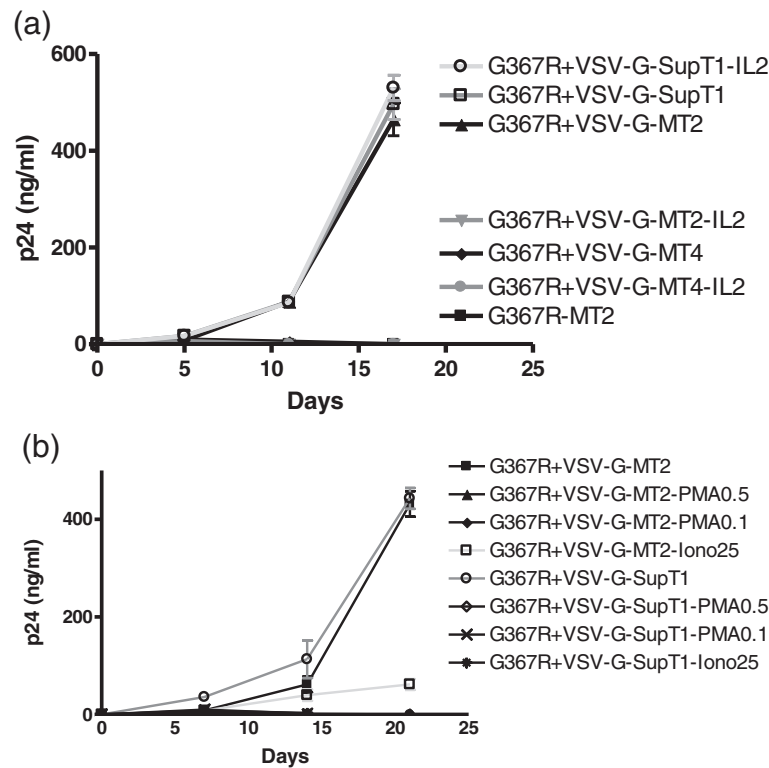 (a)
600
400
200
0
p24 (ng/ml)
0 5 10 15 20 25
Days
G367R+VSV-G-SupT1-IL2
G367R+VSV-G-SupT1
G367R+VSV-G-MT2
G367R+VSV-G-MT2-IL2
G367R+VSV-G-MT4
G367R+VSV-G-MT4-IL2
G367R-MT2
(b)
400
200
0
p24 (ng/ml)
0 5 10 15 20 25
Days
G367R+VSV-G-MT2
G367R+VSV-G-MT2-PMA0.5
G367R+VSV-G-MT2-PMA0.1
G367R+VSV-G-MT2-Iono25
G367R+VSV-G-SupT1
G367R+VSV-G-SupT1-PMA0.5
G367R+VSV-G-SupT1-PMA0.1
G367R+VSV-G-SupT1-Iono25